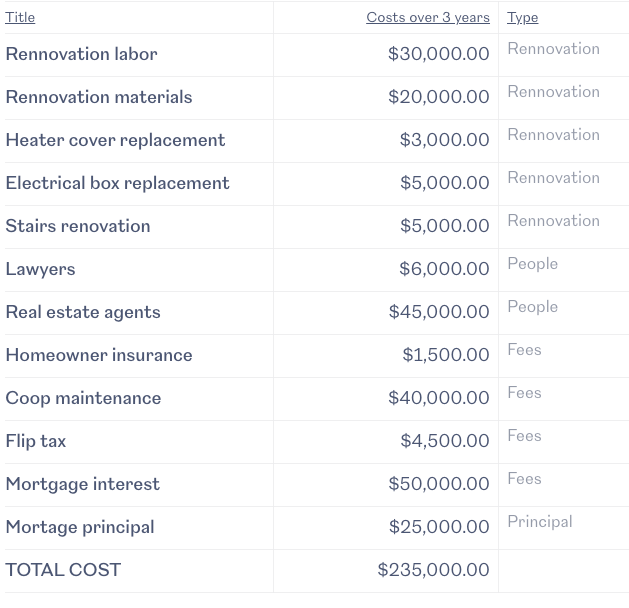 Title Costs over 3 years Type
Rennovation labor $30,000.00 Rennovation
Rennovation materials $20,000.00 Rennovation
Heater cover replacement $3,000.00 Rennovation
Electrical box replacement $5,000.00 Rennovation
Stairs renovation $5,000.00 Rennovation
Lawyers $6,000.00 People
Real estate agents $45,000.00 People
Homeowner insurance $1,500.00 Fees
Coop maintenance $40,000.00 Fees
Flip tax $4,500.00 Fees
Mortgage interest $50,000.00 Fees
Mortage principal $25,000.00 Principal
TOTAL COST $235,000.00